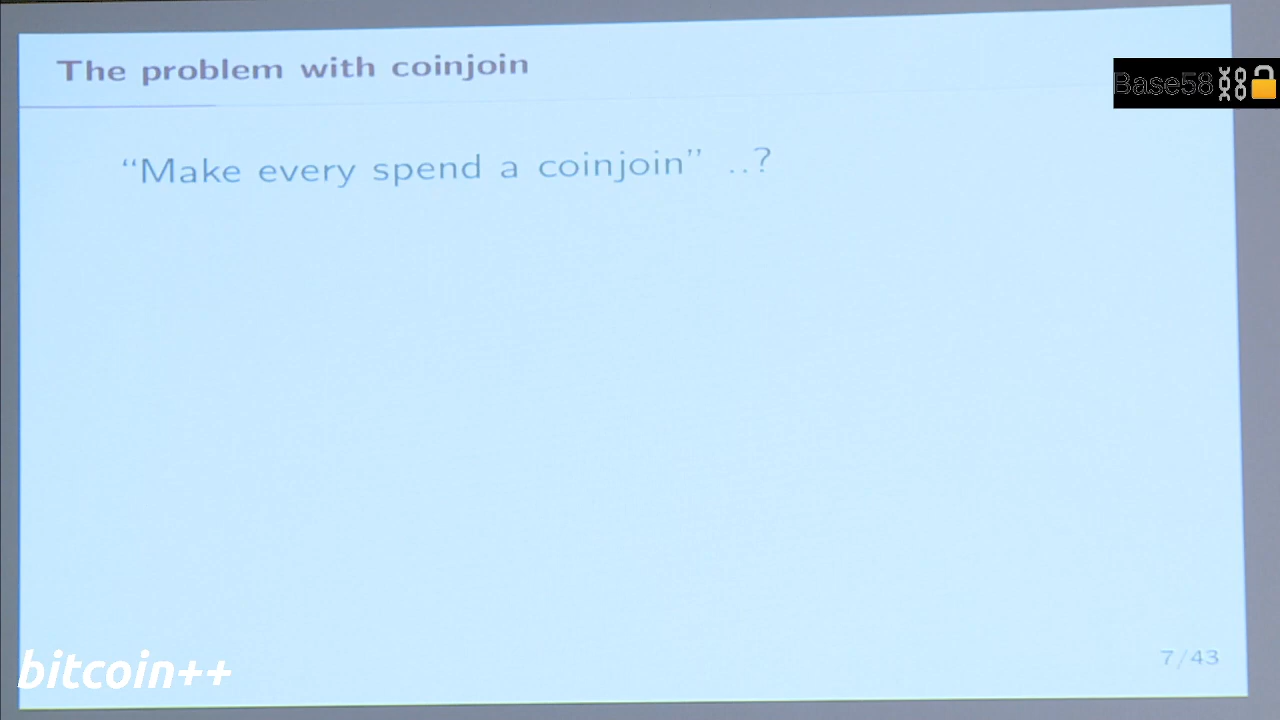 The problem with coinjoin
Base58
“Make every spend a coinjoin” ..?
bitcoin++
7/43